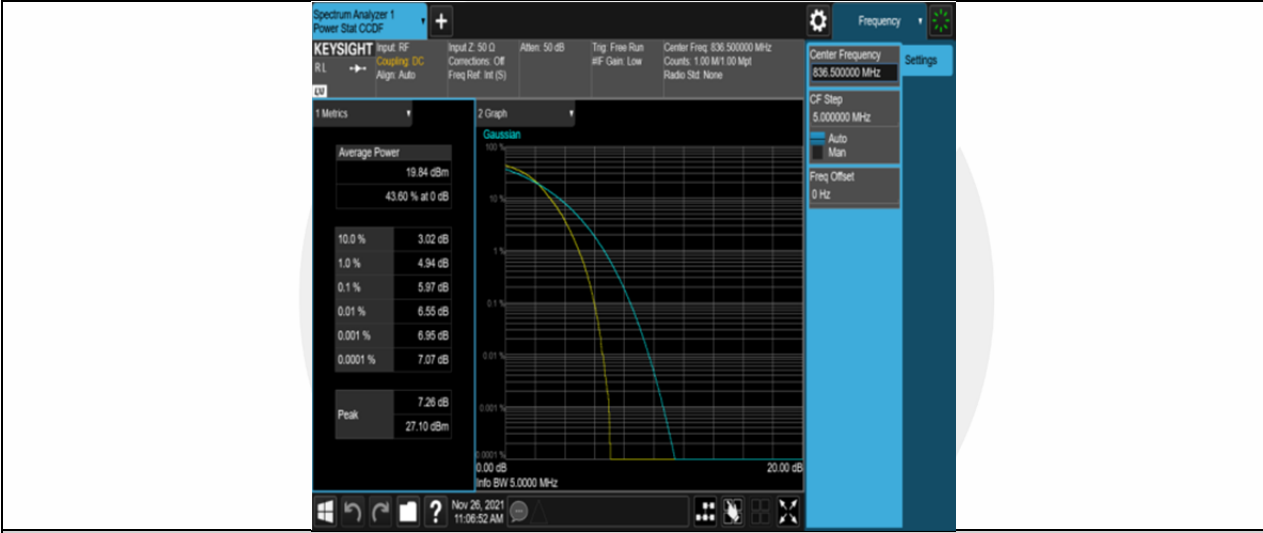 Spectrum Analyzer 1
Power Stat CCDF
+
Frequency
KEYSIGHT
RL
LV
Input: RF
Coupling: DC
Align: Auto
Input Z: 50 Ω
Corrections: Off
Freq Ref: Int (S)
Atten: 50 dB
Trig: Free Run
#IF Gain: Low
Center Freq: 836.500000 MHz
Counts: 1.00 M/1.00 Mpt
Radio Std: None
Center Frequency
836.500000 MHz
Settings
CF Step
5.000000 MHz
Auto
Man
Freq Offset
0 Hz
1 Metrics
Average Power
19.84 dBm
43.60 % at 0 dB
10.0 % 3.02 dB
1.0 % 4.94 dB
0.1 % 5.97 dB
0.01 % 6.55 dB
0.001 % 6.95 dB
0.0001 % 7.07 dB
Peak
7.26 dB
27.10 dBm
2 Graph
Gaussian
100 %
10 %
1 %
0.1 %
0.01 %
0.001 %
0.0001 %
0.00 dB 20.00 dB
Info BW 5.0000 MHz
?
Nov 26, 2021
11:06:52 AM